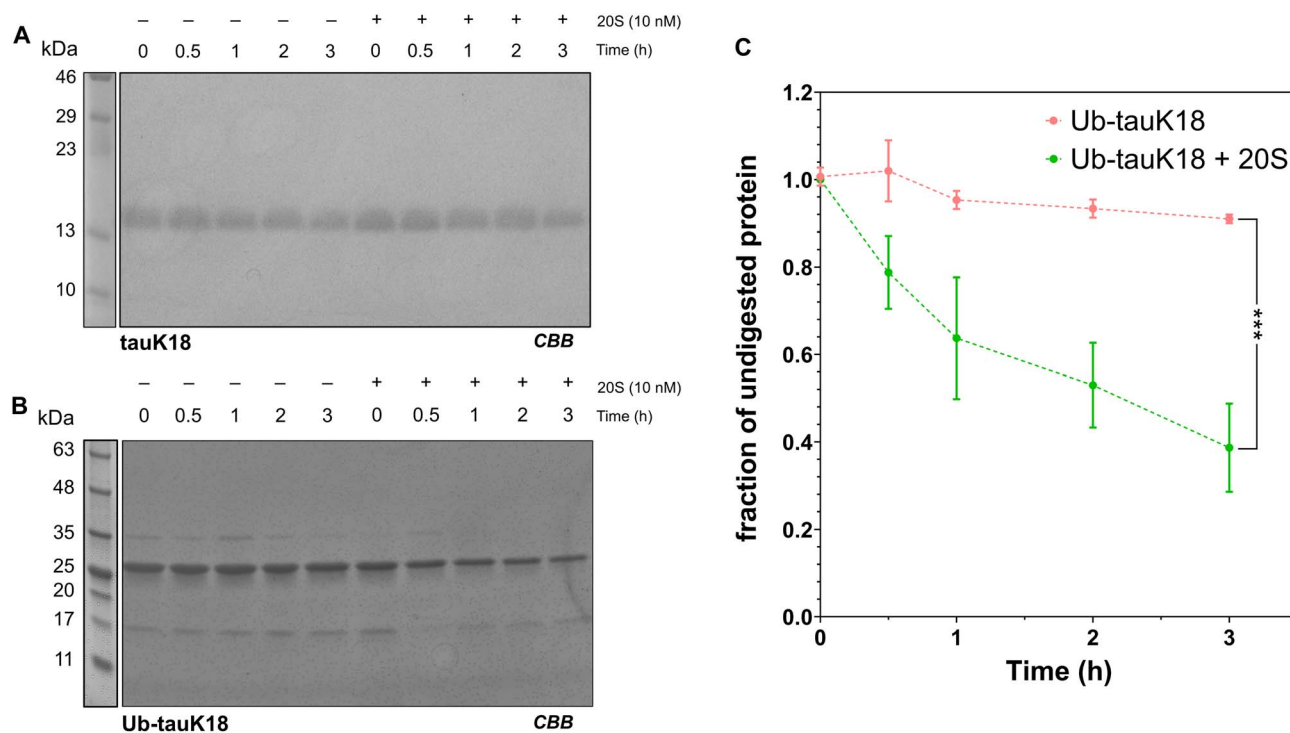 A
– – – – – + + + + + 20S (10 nM)
kDa 0 0.5 1 2 3 0 0.5 1 2 3 Time (h)
46
29
23
13
10
tauK18 CBB
B
– – – – – + + + + + 20S (10 nM)
kDa 0 0.5 1 2 3 0 0.5 1 2 3 Time (h)
63
48
35
25
20
17
11
Ub-tauK18 CBB
C
1.2
1.0
0.8
0.6
0.4
0.2
0.0
fraction of undigested protein
Ub-tauK18
Ub-tauK18 + 20S
***
0 1 2 3
Time (h)